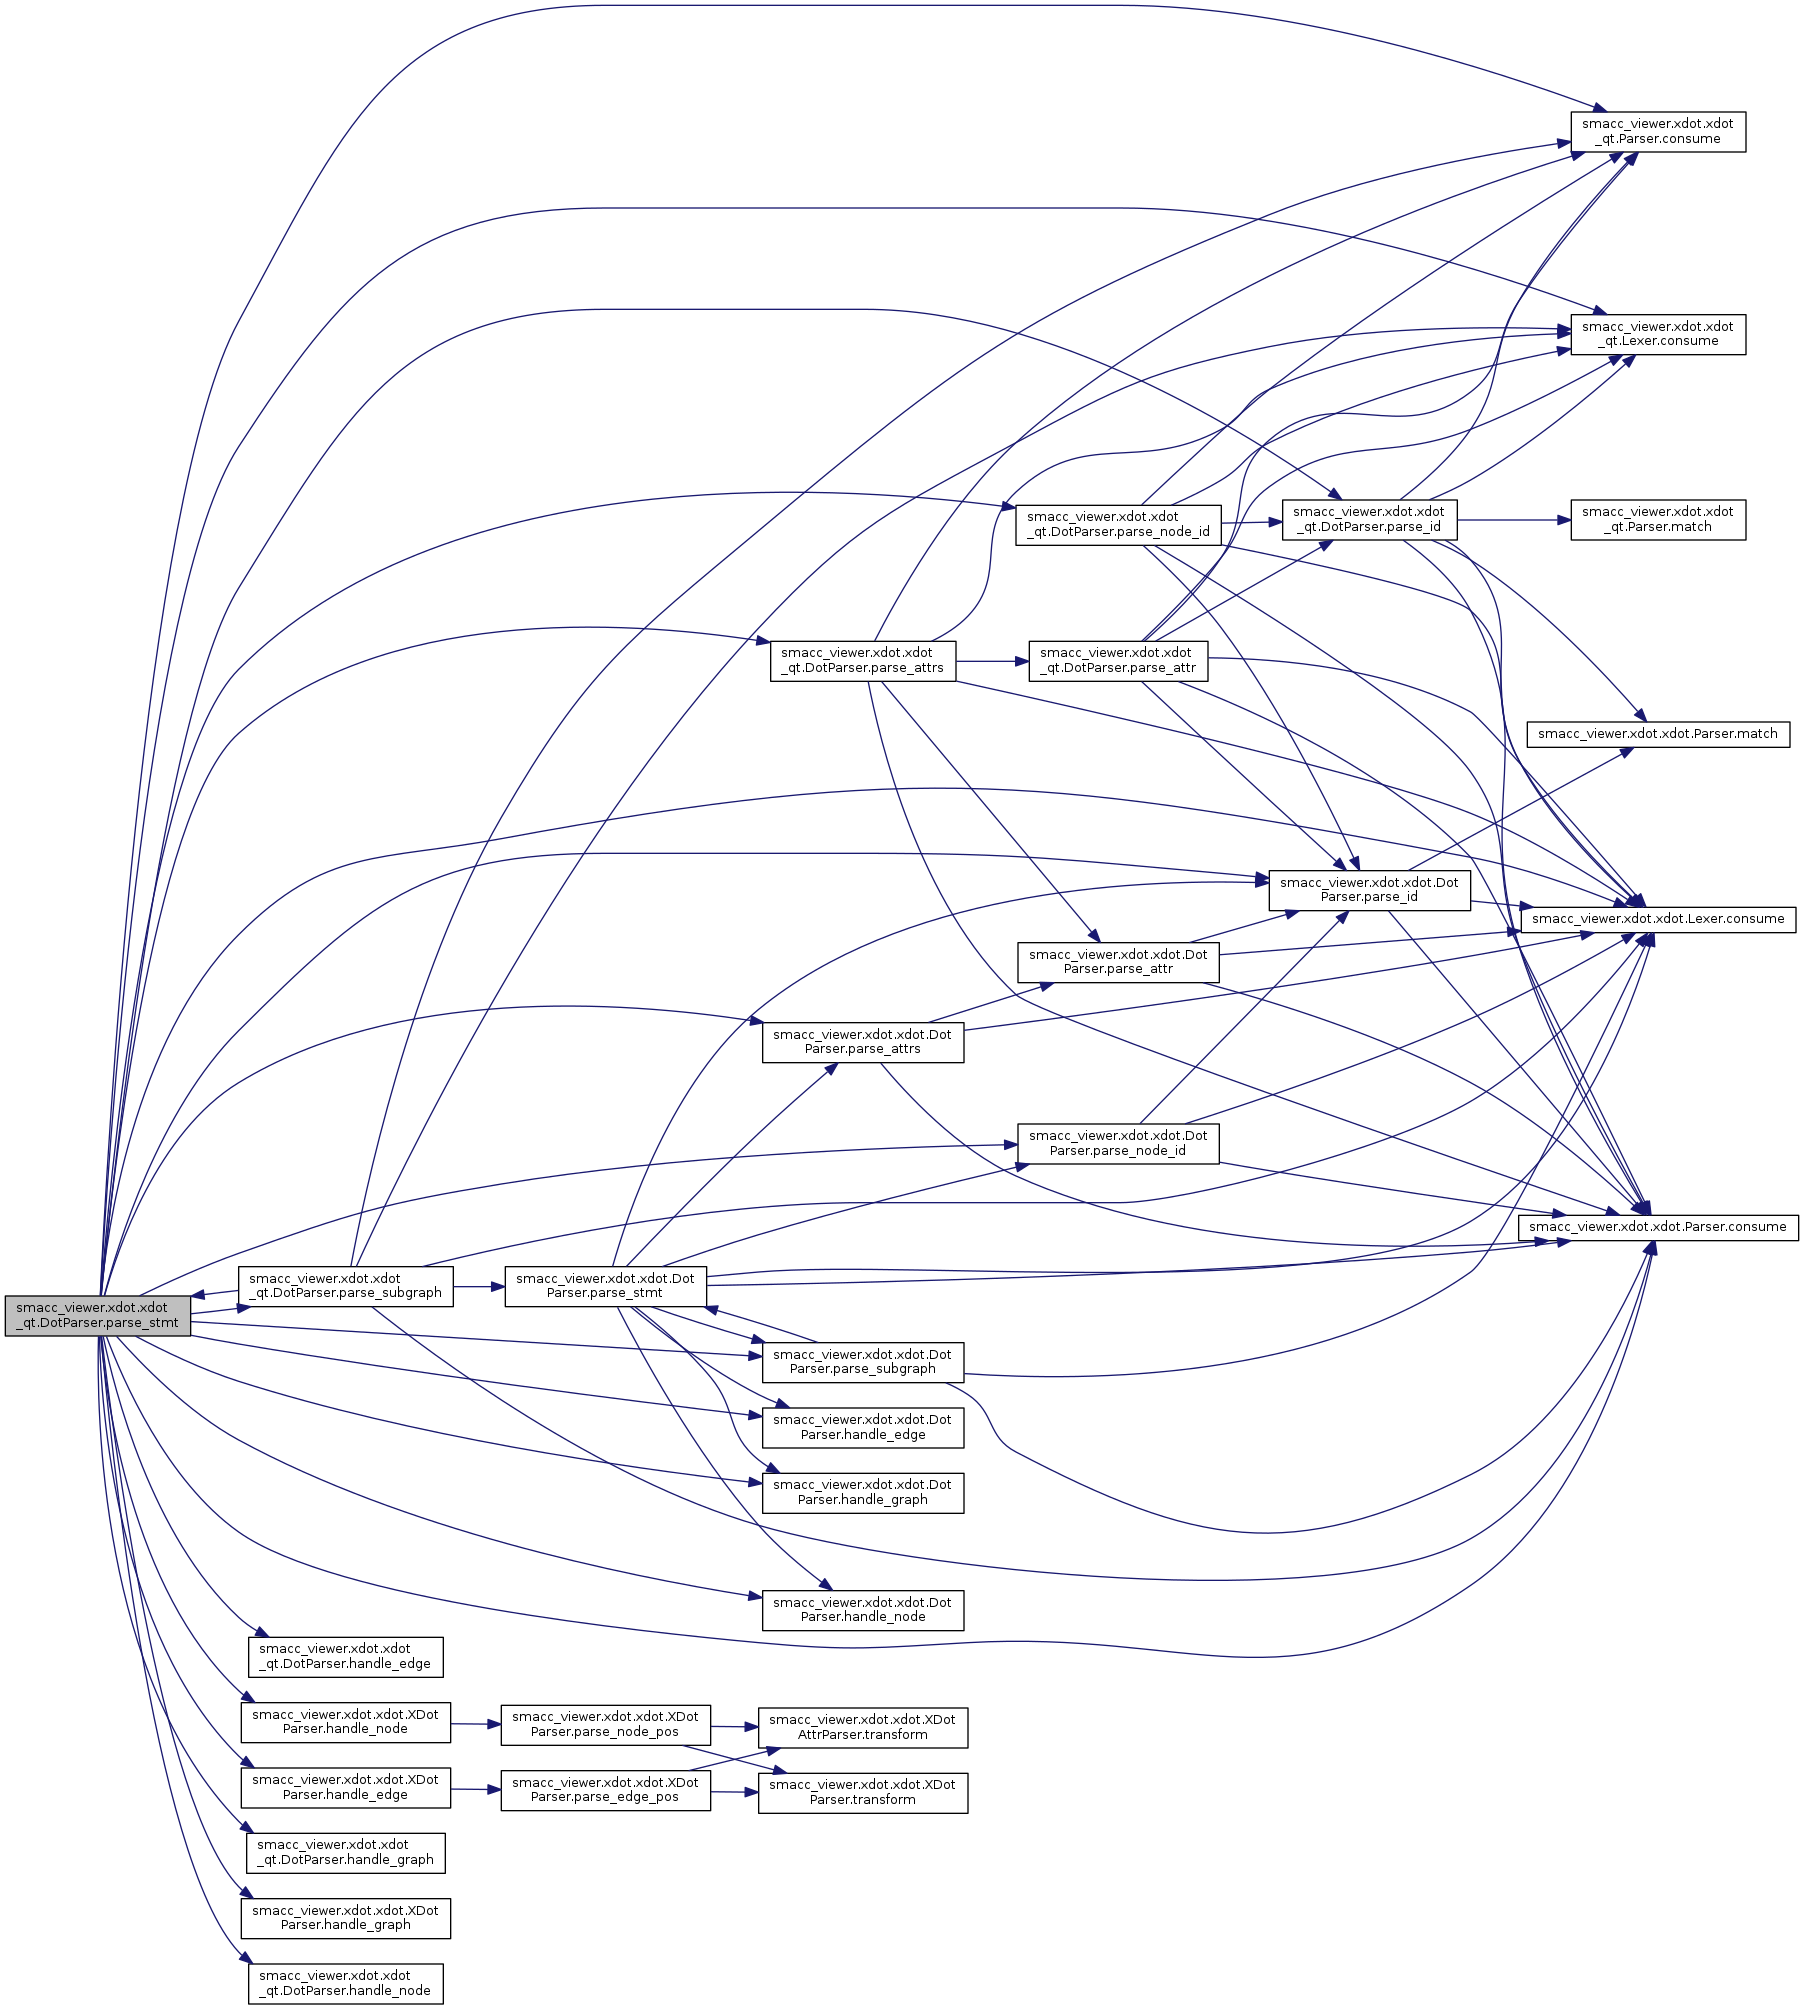 smacc_viewer.xdot.xdot
_qt.Parser.consume
smacc_viewer.xdot.xdot
_qt.Lexer.consume
smacc_viewer.xdot.xdot
_qt.DotParser.parse_id
smacc_viewer.xdot.xdot
_qt.Parser.match
smacc_viewer.xdot.xdot
_qt.DotParser.parse_node_id
smacc_viewer.xdot.xdot
_qt.DotParser.parse_attrs
smacc_viewer.xdot.xdot
_qt.DotParser.parse_attr
smacc_viewer.xdot.xdot.Parser.match
smacc_viewer.xdot.xdot.Dot
Parser.parse_id
smacc_viewer.xdot.xdot.Lexer.consume
smacc_viewer.xdot.xdot.Dot
Parser.parse_attr
smacc_viewer.xdot.xdot.Dot
Parser.parse_attrs
smacc_viewer.xdot.xdot.Dot
Parser.parse_node_id
smacc_viewer.xdot.xdot.Parser.consume
smacc_viewer.xdot.xdot
_qt.DotParser.parse_stmt
smacc_viewer.xdot.xdot
_qt.DotParser.parse_subgraph
smacc_viewer.xdot.xdot.Dot
Parser.parse_stmt
smacc_viewer.xdot.xdot.Dot
Parser.parse_subgraph
smacc_viewer.xdot.xdot.Dot
Parser.handle_edge
smacc_viewer.xdot.xdot.Dot
Parser.handle_graph
smacc_viewer.xdot.xdot.Dot
Parser.handle_node
smacc_viewer.xdot.xdot
_qt.DotParser.handle_edge
smacc_viewer.xdot.xdot.XDot
Parser.handle_node
smacc_viewer.xdot.xdot.XDot
Parser.parse_node_pos
smacc_viewer.xdot.xdot.XDot
AttrParser.transform
smacc_viewer.xdot.xdot.XDot
Parser.handle_edge
smacc_viewer.xdot.xdot.XDot
Parser.parse_edge_pos
smacc_viewer.xdot.xdot.XDot
Parser.transform
smacc_viewer.xdot.xdot
_qt.DotParser.handle_graph
smacc_viewer.xdot.xdot.XDot
Parser.handle_graph
smacc_viewer.xdot.xdot
_qt.DotParser.handle_node